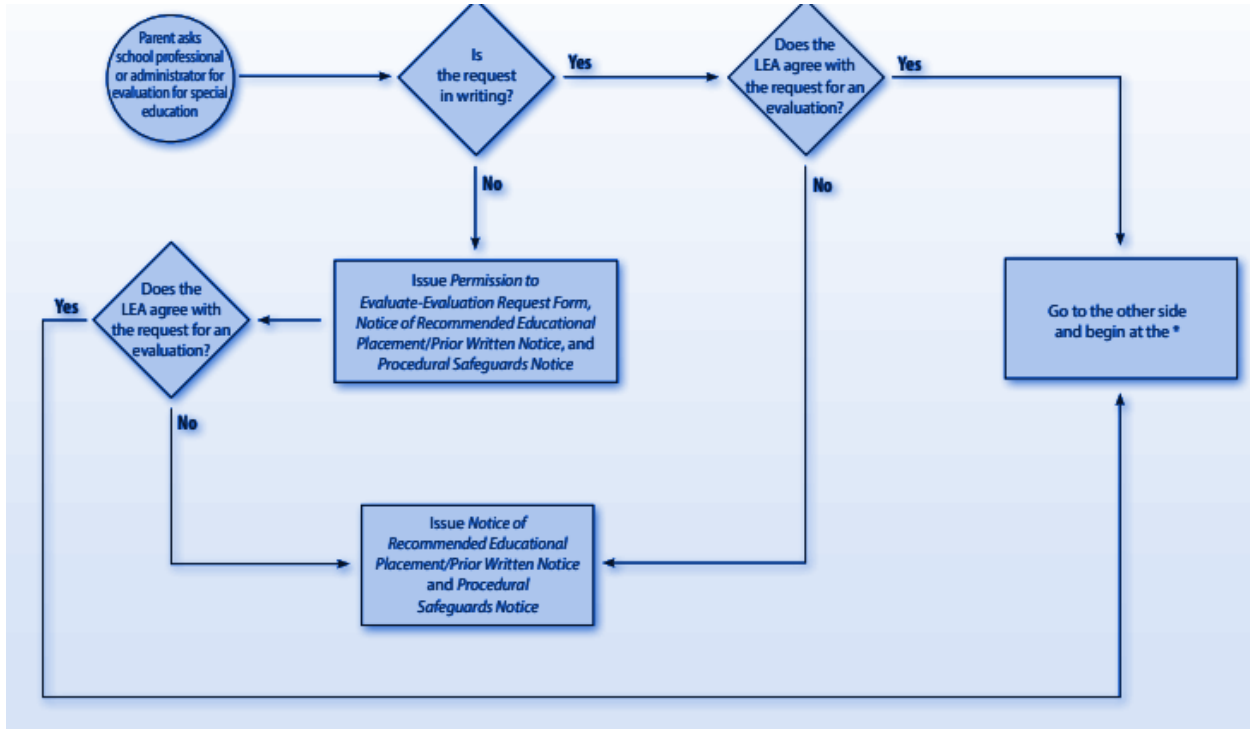 Parent asks
school professional
or administrator for
evaluation for special
education
Is
the request
in writing?
Yes
Does the
LEA agree with
the request for an
evaluation?
Yes
No
No
Does the
LEA agree with
the request for an
evaluation?
Yes
Issue Permission to
Evaluate-Evaluation Request Form,
Notice of Recommended Educational
Placement/Prior Written Notice, and
Procedural Safeguards Notice
Go to the other side
and begin at the *
No
Issue Notice of
Recommended Educational
Placement/Prior Written Notice
and Procedural
Safeguards Notice